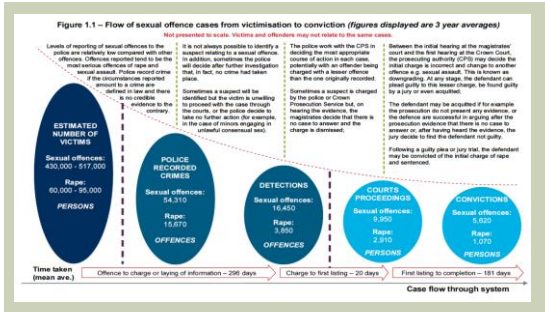 Figure 1.1 – Flow of sexual offence cases from victimisation to conviction (figures displayed are 3 year averages)
Not presented to scale. Victims and offenders may not relate to the same cases.
Levels of reporting of sexual offences to the
police are relatively low compared with other
offences. Offences reported tend to be the
most serious offences of rape and
sexual assault. Police record crime
if the circumstances reported
amount to a crime are
defined in law and there
is no credible
evidence to the
contrary.
It is not always possible to identify a
suspect relating to a sexual offence.
In addition, sometimes the police
will decide after further investigation
that, in fact, no crime had taken
place.
Sometimes a suspect will be
identified but the victim is unwilling
to proceed with the case through
the courts, or the police decide to
take no further action (for example,
in the case of minors engaging in
unlawful consensual sex).
The police work with the CPS in
deciding the most appropriate
course of action in each case,
potentially with an offender being
charged with a lesser offence
than the one originally recorded.
Sometimes a suspect is charged
by the police or Crown
Prosecution Service but, on
hearing the evidence, the
magistrates decide that there is
no case to answer and the
charge is dismissed;
Between the initial hearing at the magistrates'
court and the first hearing at the Crown Court,
the prosecuting authority (CPS) may decide the
initial charge is incorrect and change to another
offence e.g. sexual assault. This is known as
downgrading. At any stage, the defendant can
plead guilty to this lesser charge, be found guilty
by a jury or even acquitted.
The defendant may be acquitted if for example
the prosecution do not present any evidence, or
the defence are successful in arguing after the
prosecution evidence that there is no case to
answer or, after having heard the evidence, the
jury decide to find the defendant not guilty.
Following a guilty plea or jury trial, the defendant
may be convicted of the initial charge of rape
and sentenced.
ESTIMATED
NUMBER OF
VICTIMS
Sexual offences:
430,000 - 517,000
Rape:
60,000 - 95,000
PERSONS
POLICE
RECORDED
CRIMES
Sexual offences:
54,310
Rape:
15,670
OFFENCES
DETECTIONS
Sexual offences:
16,450
Rape:
3,850
OFFENCES
COURTS
PROCEEDINGS
Sexual offences:
9,950
Rape:
2,910
PERSONS
CONVICTIONS
Sexual offences:
5,620
Rape:
1,070
PERSONS
Time taken
(mean ave.)
Offence to charge or laying of information – 296 days
Charge to first listing – 20 days
First listing to completion – 181 days
Case flow through system